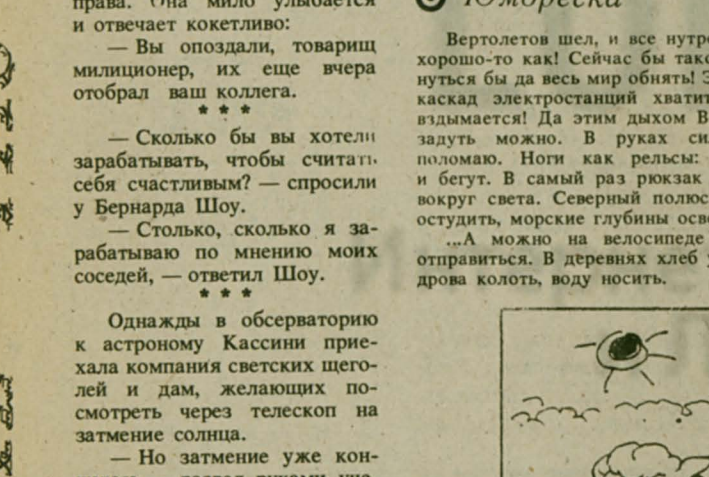 права. Она мило улыбается
и отвечает кокетливо:
— Вы опоздали, товарищ
милиционер, их еще вчера
отобрал ваш коллега.
* * *
— Сколько бы вы хотели
зарабатывать, чтобы считать
себя счастливым? — спросили
у Бернарда Шоу.
— Столько, сколько я за-
рабатываю по мнению моих
соседей, — ответил Шоу.
* * *
Однажды в обсерваторию
к астроному Кассини прие-
хала компания светских щего-
лей и дам, желающих по-
смотреть через телескоп на
затмение солнца.
— Но затмение уже кон-
Юмореска
Вертолетов шел, и все нутр
хорошо-то как! Сейчас бы так
нуться бы да весь мир обнять!
каскад электростанций хватит
вздымается! Да этим дыхом В
задуть можно. В руках си
поломаю. Ноги как рельсы:
и бегут. В самый раз рюкзак
вокруг света. Северный полюс
остудить, морские глубины осв
...А можно на велосипеде
отправиться. В деревнях хлеб
дрова колоть, воду носить.